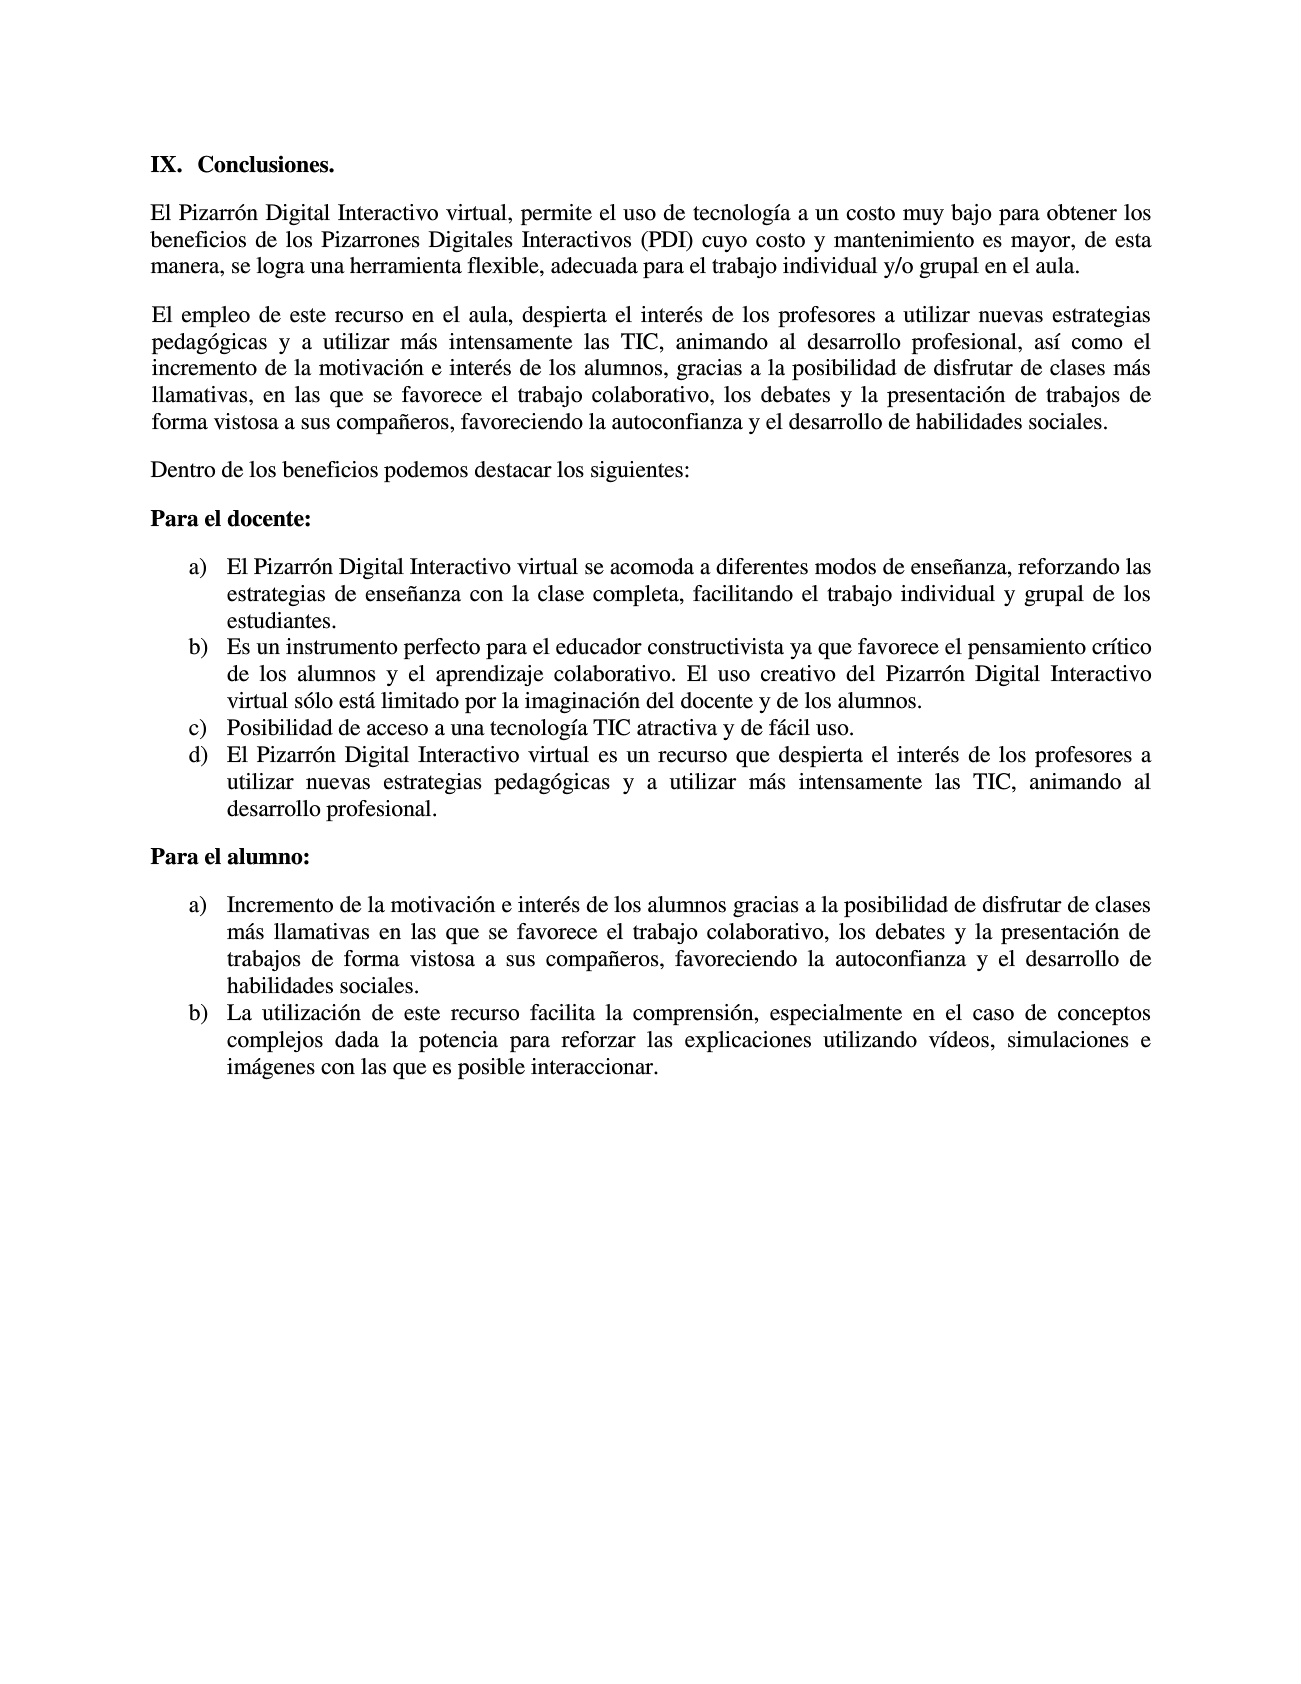 IX. Conclusiones.
El Pizarrón Digital Interactivo virtual, permite el uso de tecnología a un costo muy bajo para obtener los
beneficios de los Pizarrones Digitales Interactivos (PDI) cuyo costo y mantenimiento es mayor, de esta
manera, se logra una herramienta flexible, adecuada para el trabajo individual y/o grupal en el aula.
El empleo de este recurso en el aula, despierta el interés de los profesores a utilizar nuevas estrategias
pedagógicas y a utilizar más intensamente las TIC, animando al desarrollo profesional, así como el
incremento de la motivación e interés de los alumnos, gracias a la posibilidad de disfrutar de clases más
llamativas, en las que se favorece el trabajo colaborativo, los debates y la presentación de trabajos de
forma vistosa a sus compañeros, favoreciendo la autoconfianza y el desarrollo de habilidades sociales.
Dentro de los beneficios podemos destacar los siguientes:
Para el docente:
a) El Pizarrón Digital Interactivo virtual se acomoda a diferentes modos de enseñanza, reforzando las
estrategias de enseñanza con la clase completa, facilitando el trabajo individual y grupal de los
estudiantes.
b) Es un instrumento perfecto para el educador constructivista ya que favorece el pensamiento crítico
de los alumnos y el aprendizaje colaborativo. El uso creativo del Pizarrón Digital Interactivo
virtual sólo está limitado por la imaginación del docente y de los alumnos.
c) Posibilidad de acceso a una tecnología TIC atractiva y de fácil uso.
d) El Pizarrón Digital Interactivo virtual es un recurso que despierta el interés de los profesores a
utilizar nuevas estrategias pedagógicas y a utilizar más intensamente las TIC, animando al
desarrollo profesional.
Para el alumno:
a) Incremento de la motivación e interés de los alumnos gracias a la posibilidad de disfrutar de clases
más llamativas en las que se favorece el trabajo colaborativo, los debates y la presentación de
trabajos de forma vistosa a sus compañeros, favoreciendo la autoconfianza y el desarrollo de
habilidades sociales.
b) La utilización de este recurso facilita la comprensión, especialmente en el caso de conceptos
complejos dada la potencia para reforzar las explicaciones utilizando vídeos, simulaciones e
imágenes con las que es posible interaccionar.